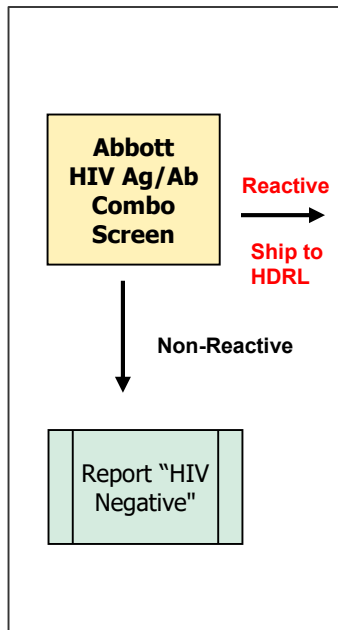 Abbott
HIV Ag/Ab
Combo
Screen
Reactive
Ship to
HDRL
Non-Reactive
Report “HIV
Negative"